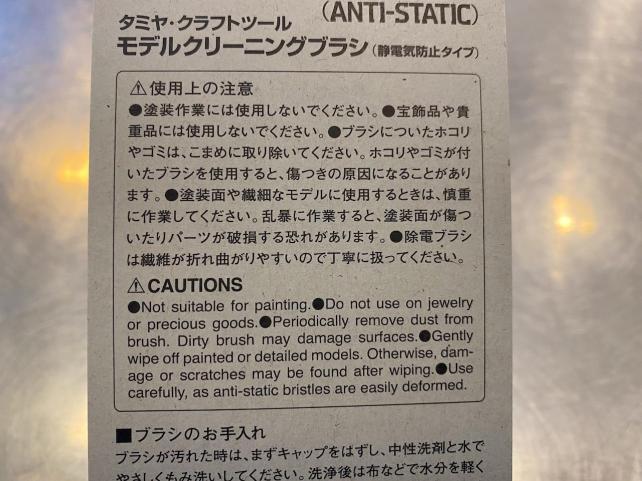 (ANTI-STATIC)
タミヤ・クラフトツール
モデルクリーニングブラシ(静電気防止タイプ)
⚠使用上の注意
●塗装作業には使用しないでください。●宝飾品や貴
重品には使用しないでください。●ブラシについたホコリ
やゴミは、こまめに取り除いてください。ホコリやゴミが付
いたブラシを使用すると、傷つきの原因になることがあり
ます。●塗装面や繊細なモデルに使用するときは、慎重
に作業してください。乱暴に作業すると、塗装面が傷つ
いたりパーツが破損する恐れがあります。●除電ブラシ
は繊維が折れ曲がりやすいので丁寧に扱ってください。
⚠CAUTIONS
●Not suitable for painting.●Do not use on jewelry
or precious goods.●Periodically remove dust from
brush. Dirty brush may damage surfaces.●Gently
wipe off painted or detailed models. Otherwise, dam-
age or scratches may be found after wiping.●Use
carefully, as anti-static bristles are easily deformed.
■ブラシのお手入れ
ブラシが汚れた時は、まずキャップをはずし、中性洗剤と水で
やさしくもみ洗いしてください。洗浄後は布などで水分を軽く